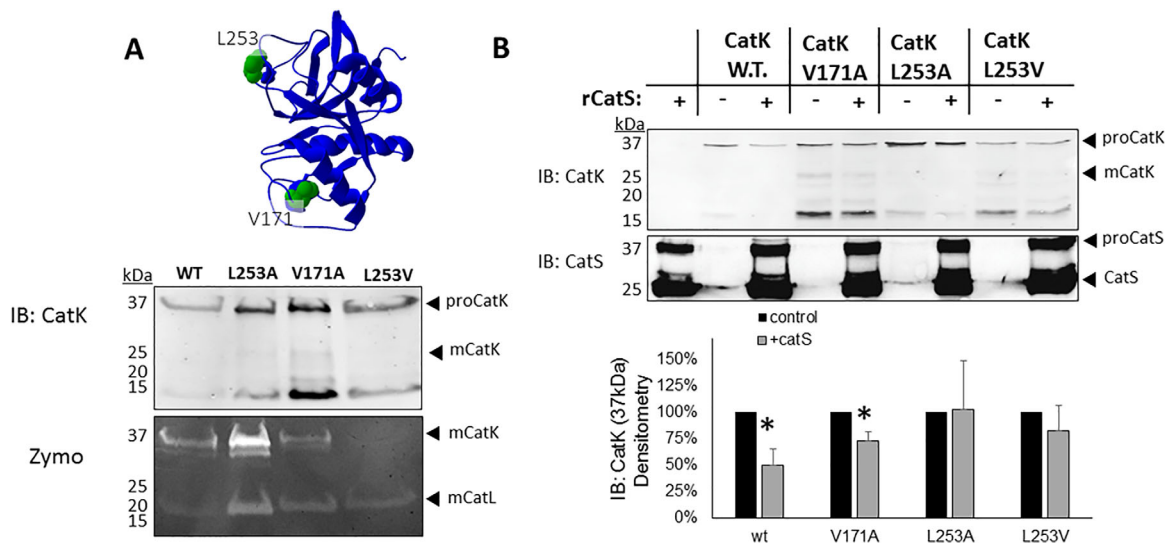 A
L253
V171
kDa WT L253A V171A L253V
IB: CatK
37
25
20
15
proCatK
mCatK
Zymo
37
25
20
15
mCatK
mCatL
B
CatK W.T.
CatK V171A
CatK L253A
CatK L253V
rCatS: + - + - + - + - +
kDa
IB: CatK
37
25
20
15
proCatK
mCatK
IB: CatS
37
25
proCatS
CatS
control
+catS
IB: CatK (37kDa)
Densitometry
150%
100%
75%
50%
25%
0%
*
*
wt V171A L253A L253V